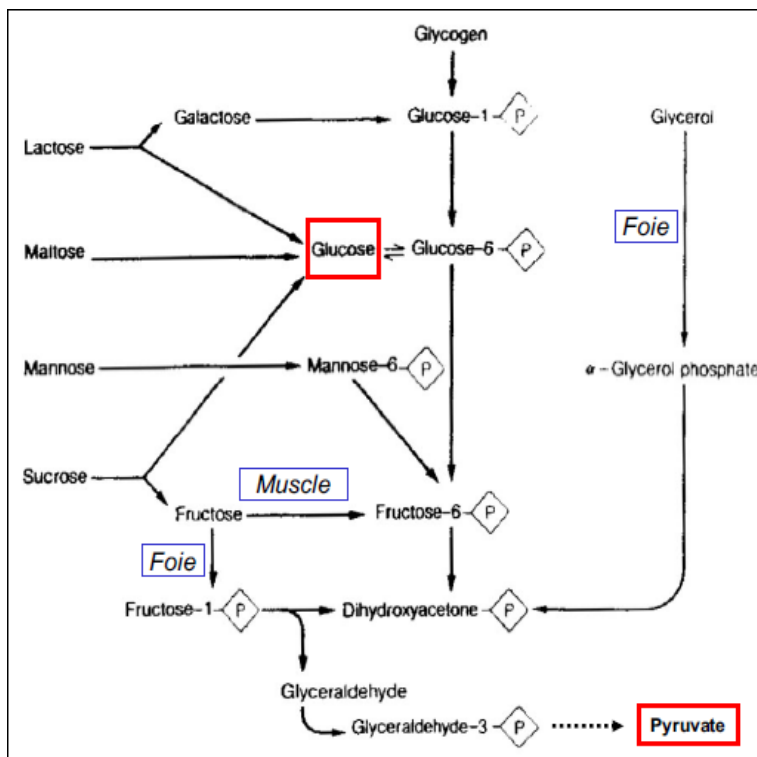 Glycogen
Galactose
Glucose-1 P
Glycerol
Lactose
Foie
Maltose
Glucose
Glucose-6 P
Mannose
Mannose-6 P
α-Glycerol phosphate
Sucrose
Muscle
Fructose
Fructose-6 P
Foie
Fructose-1 P
Dihydroxyacetone P
Glyceraldehyde
Glyceraldehyde-3 P
Pyruvate